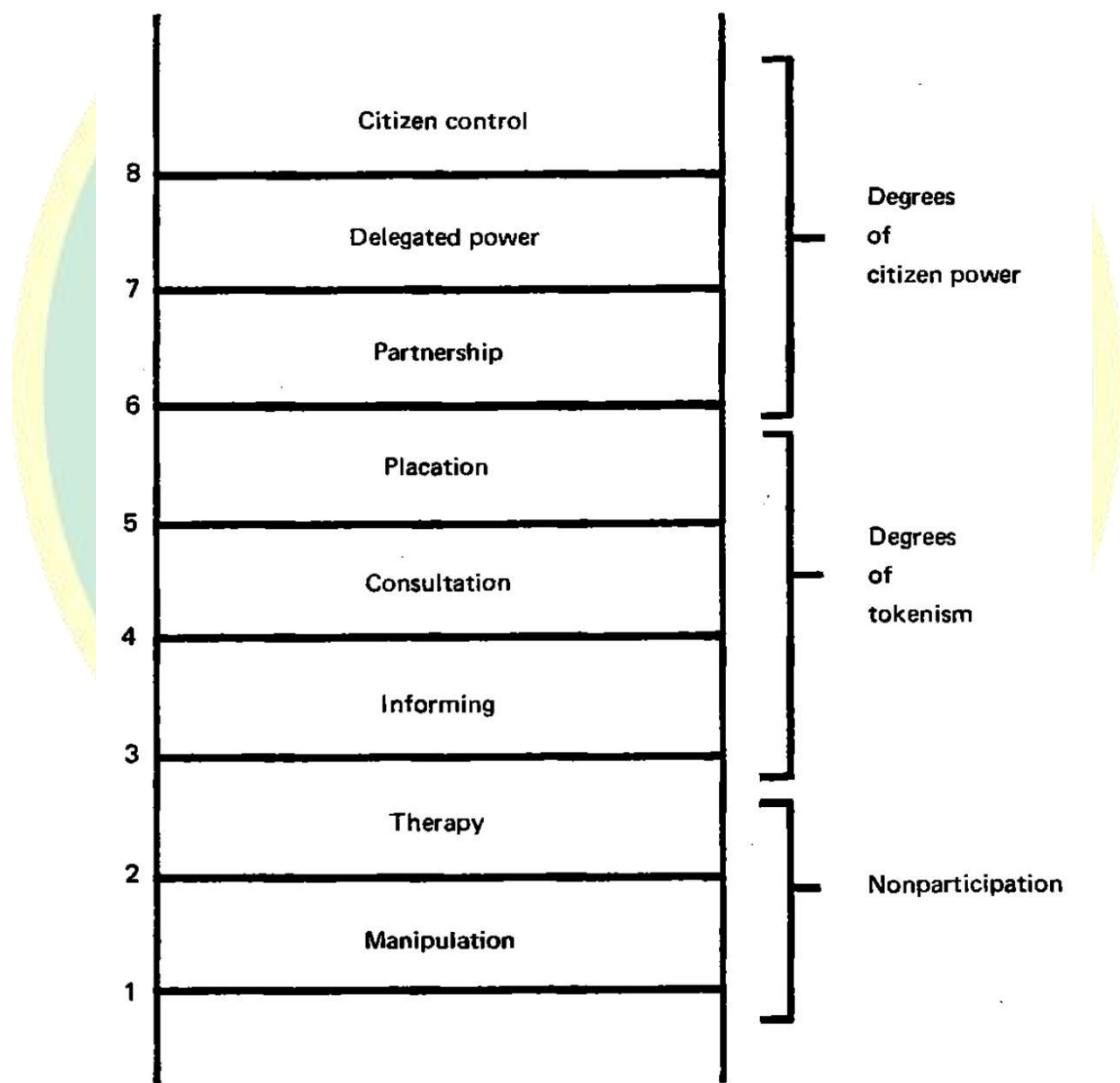 Citizen control
8
Delegated power
7
Partnership
6
Placation
5
Consultation
4
Informing
3
Therapy
2
Manipulation
1
Degrees
of
citizen power
Degrees
of
tokenism
Nonparticipation